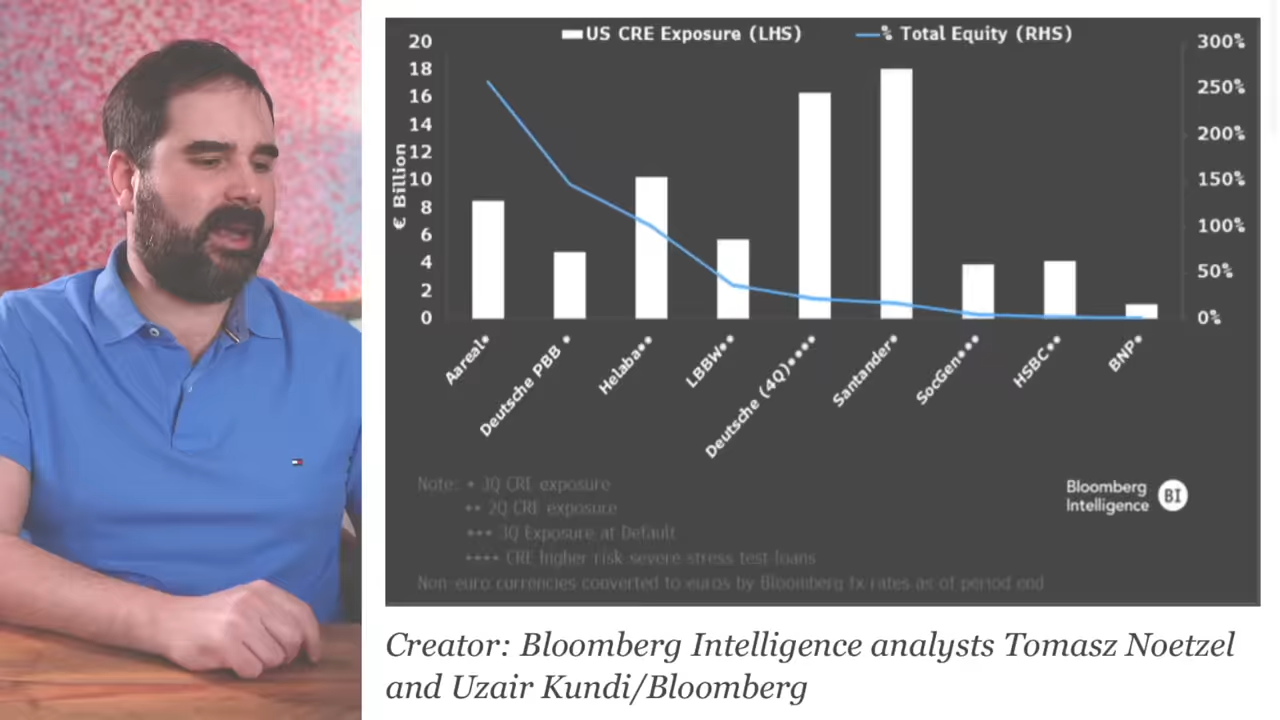 US CRE Exposure (LHS) % Total Equity (RHS)
20
18
16
14
12
10
8
6
4
2
0
€ Billion
300%
250%
200%
150%
100%
50%
0%
Aareal•
Deutsche PBB •
Helaba••
LBBW••
Deutsche (4Q)••••
Santander•
SocGen•••
HSBC••
BNP•
Note: • 3Q CRE exposure
•• 2Q CRE exposure
••• 3Q Exposure at Default
•••• CRE higher risk severe stress test loans
Non-euro currencies converted to euros by Bloomberg fx rates as of period end
Bloomberg
Intelligence BI
Creator: Bloomberg Intelligence analysts Tomasz Noetzel
and Uzair Kundi/Bloomberg